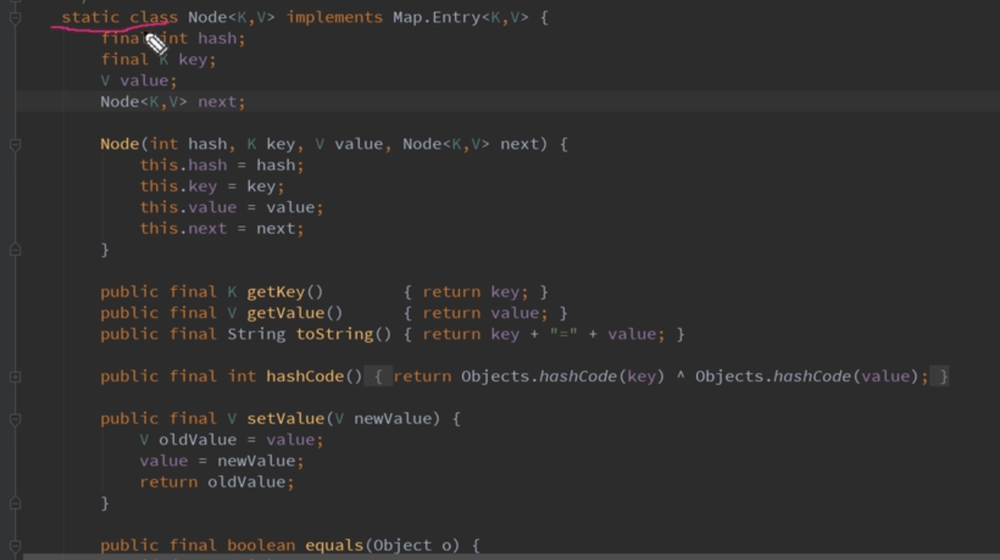 static class Node<K,V> implements Map.Entry<K,V> {
final int hash;
final K key;
V value;
Node<K,V> next;
Node(int hash, K key, V value, Node<K,V> next) {
this.hash = hash;
this.key = key;
this.value = value;
this.next = next;
}
public final K getKey()        { return key; }
public final V getValue()      { return value; }
public final String toString() { return key + "=" + value; }
public final int hashCode() { return Objects.hashCode(key) ^ Objects.hashCode(value); }
public final V setValue(V newValue) {
V oldValue = value;
value = newValue;
return oldValue;
}
public final boolean equals(Object o) {